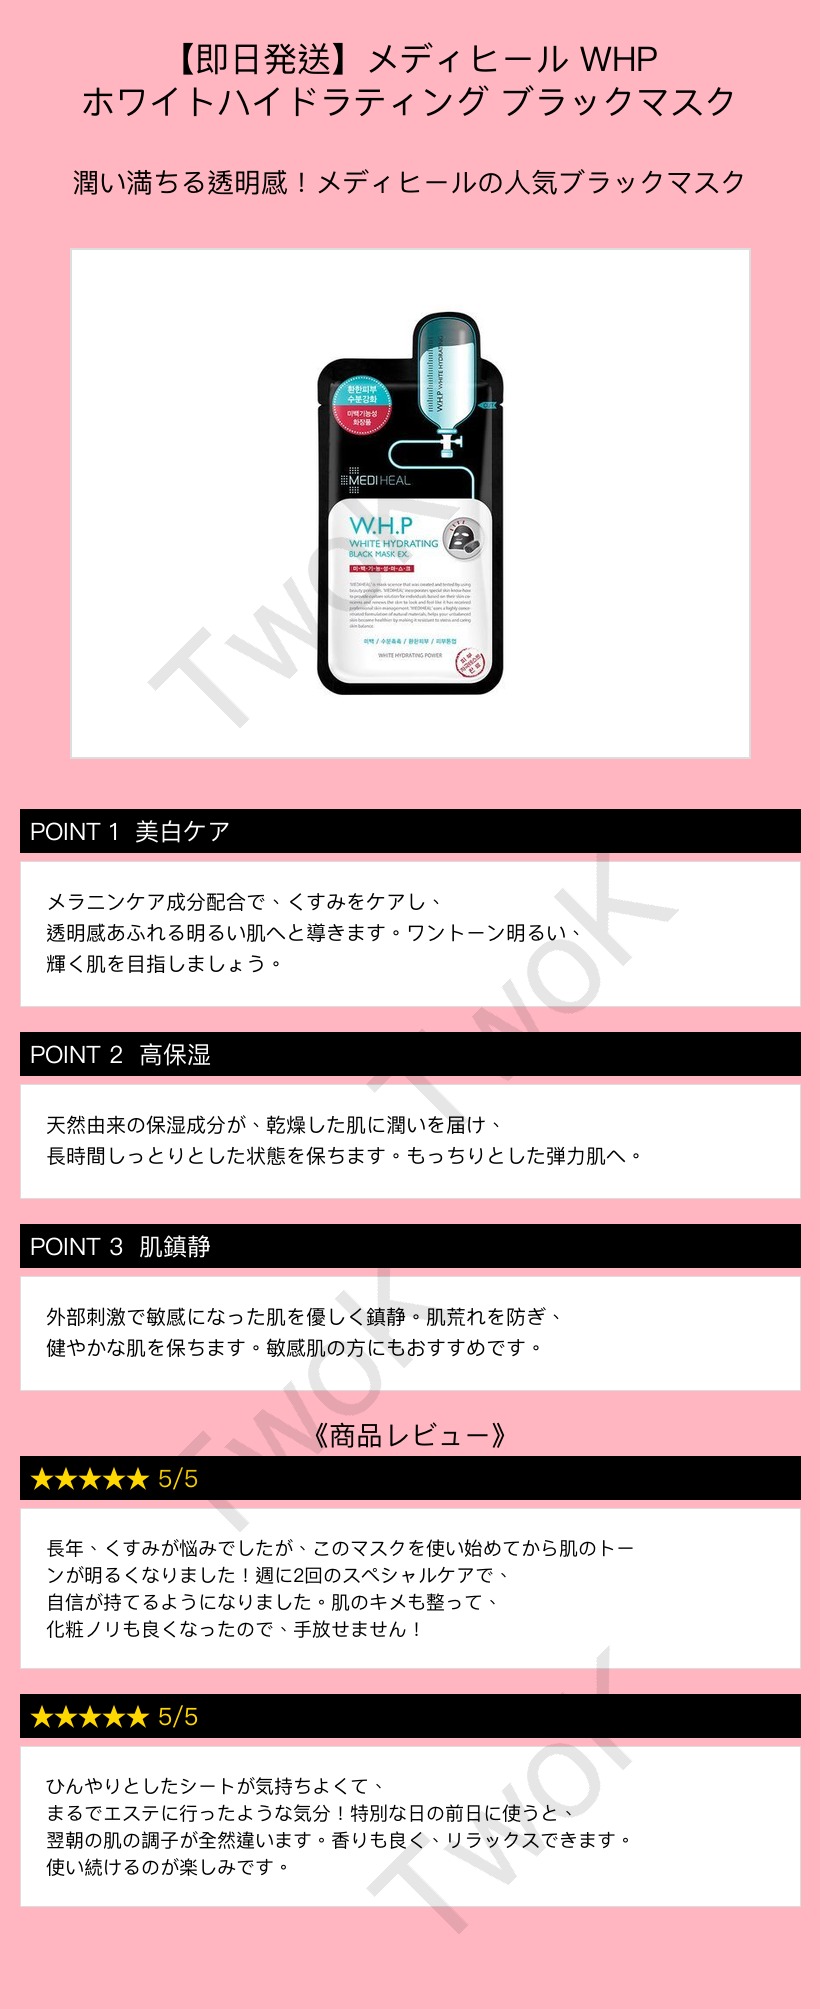 【即日発送】メディヒール WHP
ホワイトハイドラティング ブラックマスク
潤い満ちる透明感！メディヒールの人気ブラックマスク
W.H.P WHITE HYDRATING
환한피부
수분강화
미백기능성
화장품
MEDIHEAL
W.H.P
WHITE HYDRATING
BLACK MASK EX.
미·백·기·능·성·마·스·크
미백 / 수분촉촉 / 환한피부 / 피부톤업
WHITE HYDRATING POWER
TwoK
POINT 1 美白ケア
メラニンケア成分配合で、くすみをケアし、
透明感あふれる明るい肌へと導きます。ワントーン明るい、
輝く肌を目指しましょう。
TwoK
POINT 2 高保湿
天然由来の保湿成分が、乾燥した肌に潤いを届け、
長時間しっとりとした状態を保ちます。もっちりとした弾力肌へ。
POINT 3 肌鎮静
外部刺激で敏感になった肌を優しく鎮静。肌荒れを防ぎ、
健やかな肌を保ちます。敏感肌の方にもおすすめです。
TwoK
《商品レビュー》
★★★★★ 5/5
長年、くすみが悩みでしたが、このマスクを使い始めてから肌のトー
ンが明るくなりました！週に2回のスペシャルケアで、
自信が持てるようになりました。肌のキメも整って、
化粧ノリも良くなったので、手放せません！
★★★★★ 5/5
ひんやりとしたシートが気持ちよくて、
まるでエステに行ったような気分！特別な日の前日に使うと、
翌朝の肌の調子が全然違います。香りも良く、リラックスできます。
使い続けるのが楽しみです。
TwoK